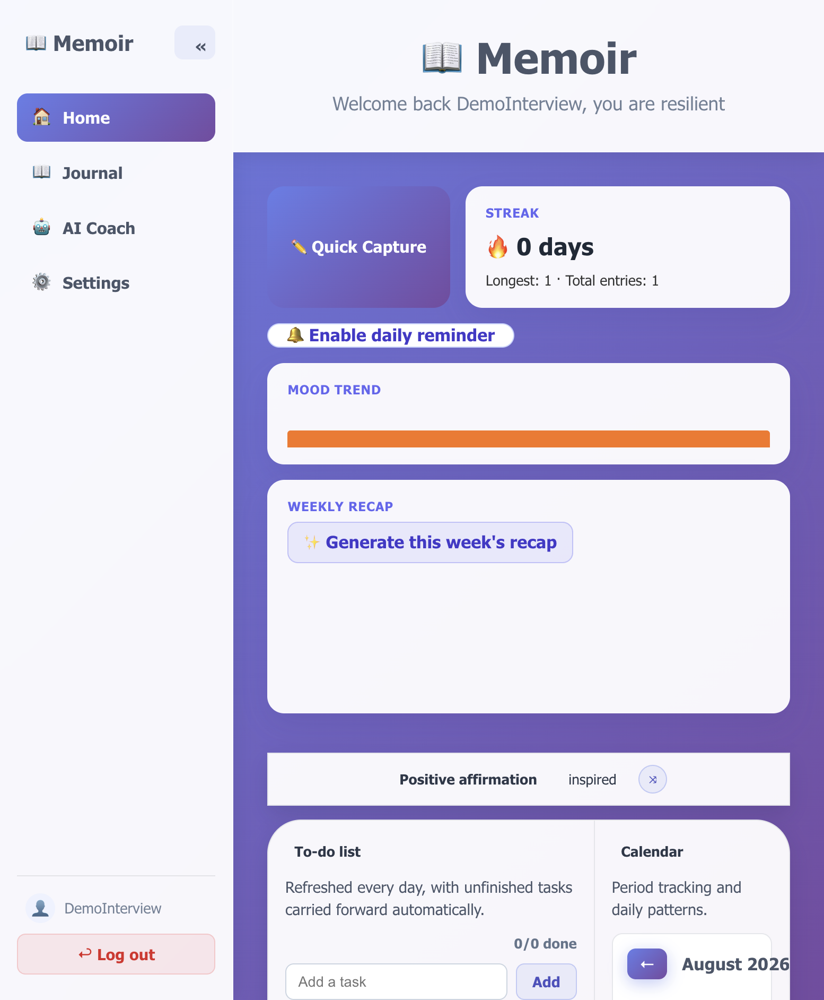 Memoir
«
Home
Journal
AI Coach
Settings
DemoInterview
Log out
Memoir
Welcome back DemoInterview, you are resilient
Quick Capture
STREAK
0 days
Longest: 1 · Total entries: 1
Enable daily reminder
MOOD TREND
WEEKLY RECAP
Generate this week's recap
Positive affirmation inspired
To-do list
Refreshed every day, with unfinished tasks
carried forward automatically.
0/0 done
Add a task
Add
Calendar
Period tracking and
daily patterns.
← August 2026